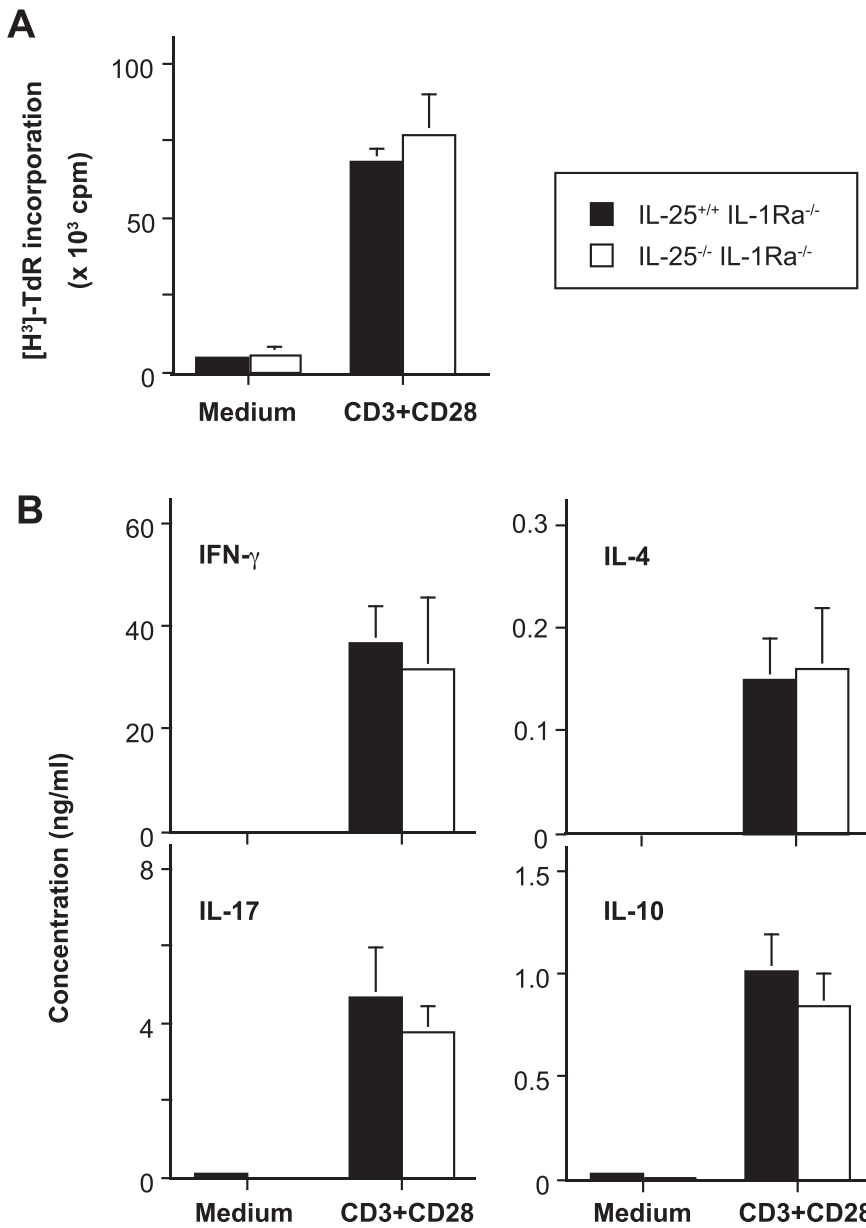 A
[H³]-TdR incorporation
(x 10³ cpm)
100
50
0
Medium CD3+CD28
IL-25⁺/⁺ IL-1Ra⁻/⁻
IL-25⁻/⁻ IL-1Ra⁻/⁻
B
Concentration (ng/ml)
IFN-γ
60
40
20
0
IL-4
0.3
0.2
0.1
0
IL-17
8
4
0
Medium CD3+CD28
IL-10
1.5
1.0
0.5
0
Medium CD3+CD28